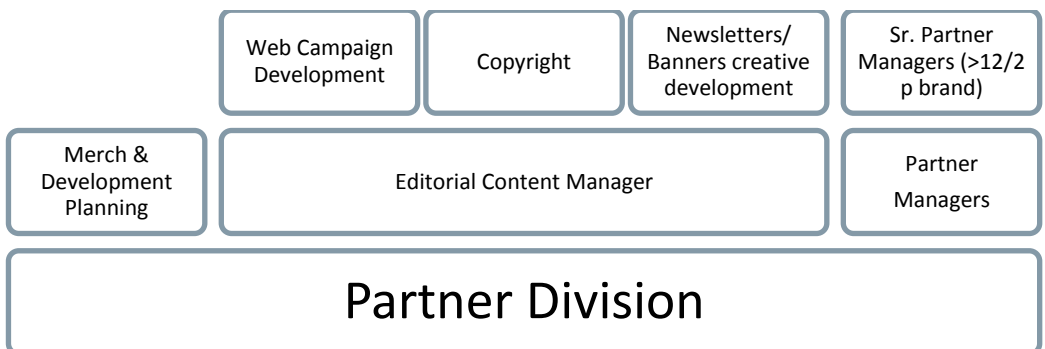 Web Campaign
Development
Copyright
Newsletters/
Banners creative
development
Sr. Partner
Managers (>12/2
p brand)
Merch &
Development
Planning
Editorial Content Manager
Partner
Managers
Partner Division